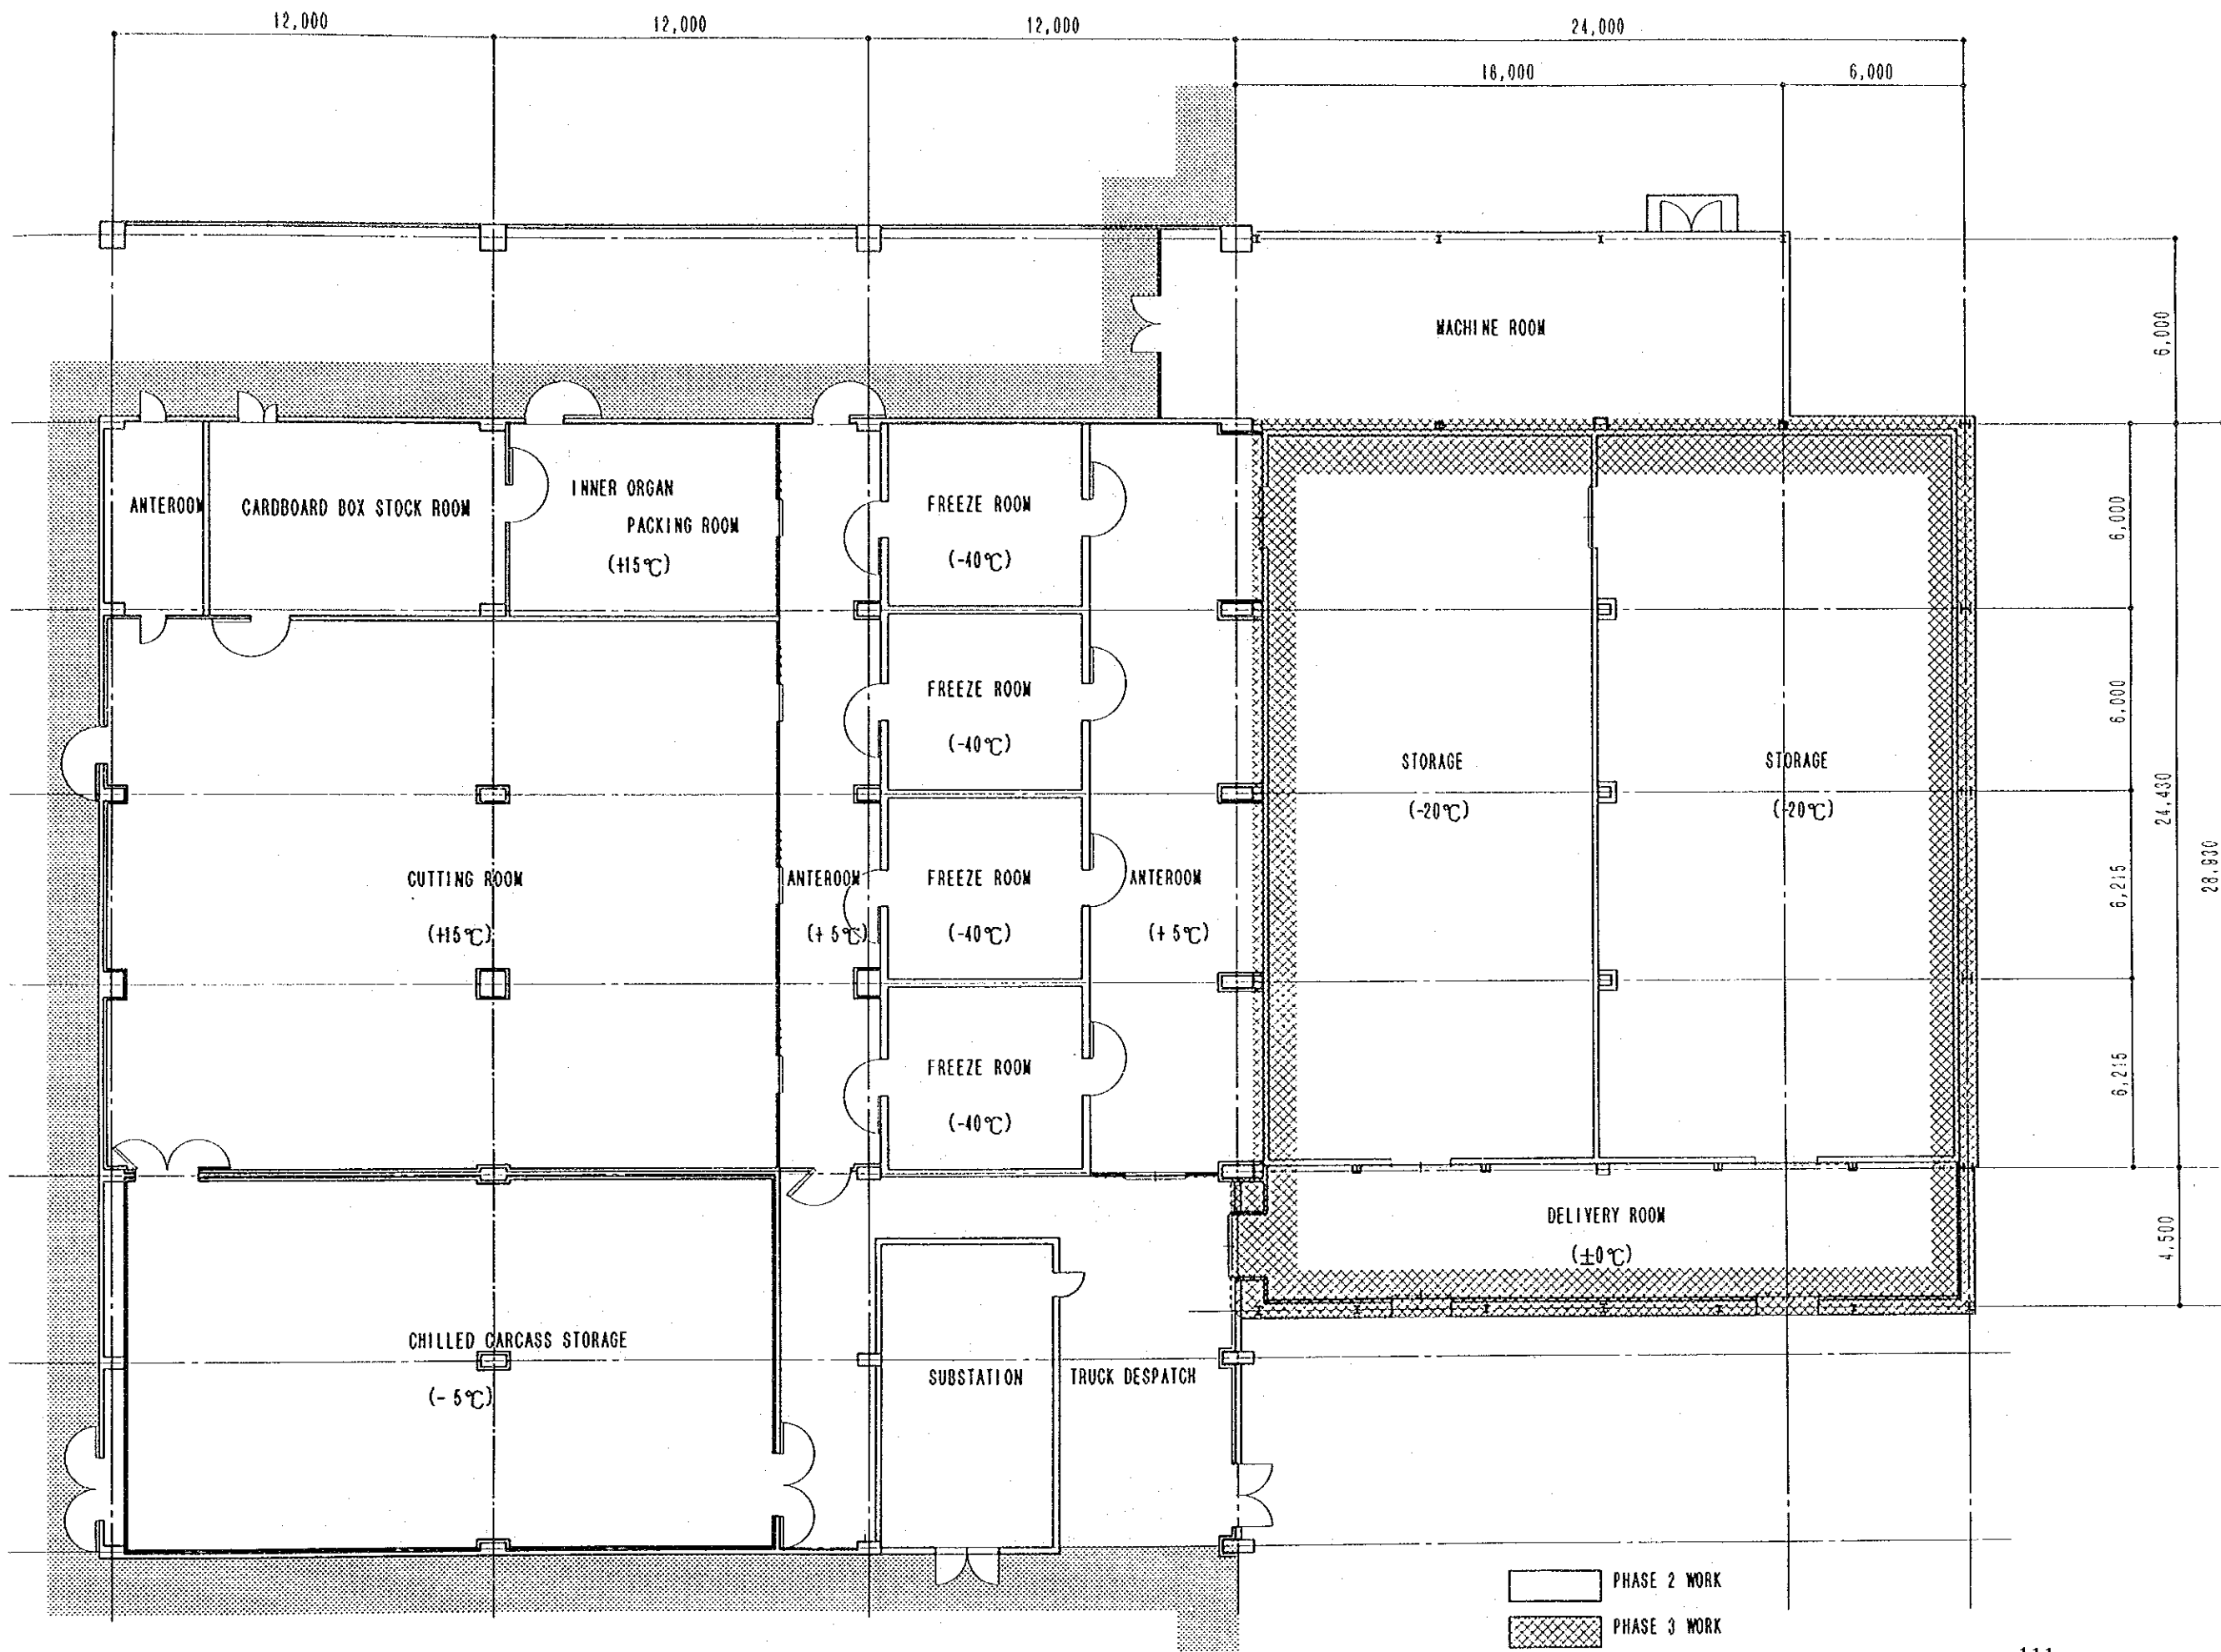 12,000
12,000
12,000
24,000
18,000
6,000
MACHINE ROOM
6,000
ANTEROOM
CARDBOARD BOX STOCK ROOM
INNER ORGAN
PACKING ROOM
(+15℃)
FREEZE ROOM
(-40℃)
6,000
FREEZE ROOM
(-40℃)
6,000
STORAGE
(-20℃)
STORAGE
(-20℃)
24,430
28,930
CUTTING ROOM
(+15℃)
ANTEROOM
(+ 5℃)
FREEZE ROOM
(-40℃)
ANTEROOM
(+ 5℃)
6,215
FREEZE ROOM
(-40℃)
6,215
DELIVERY ROOM
(∓0℃)
4,500
CHILLED CARCASS STORAGE
(- 5℃)
SUBSTATION
TRUCK DESPATCH
PHASE 2 WORK
PHASE 3 WORK